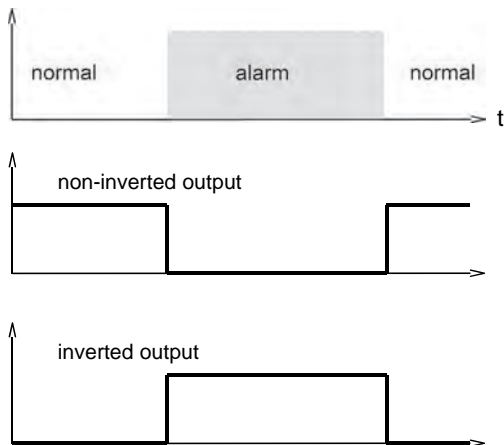 normal alarm normal
t
non-inverted output
inverted output